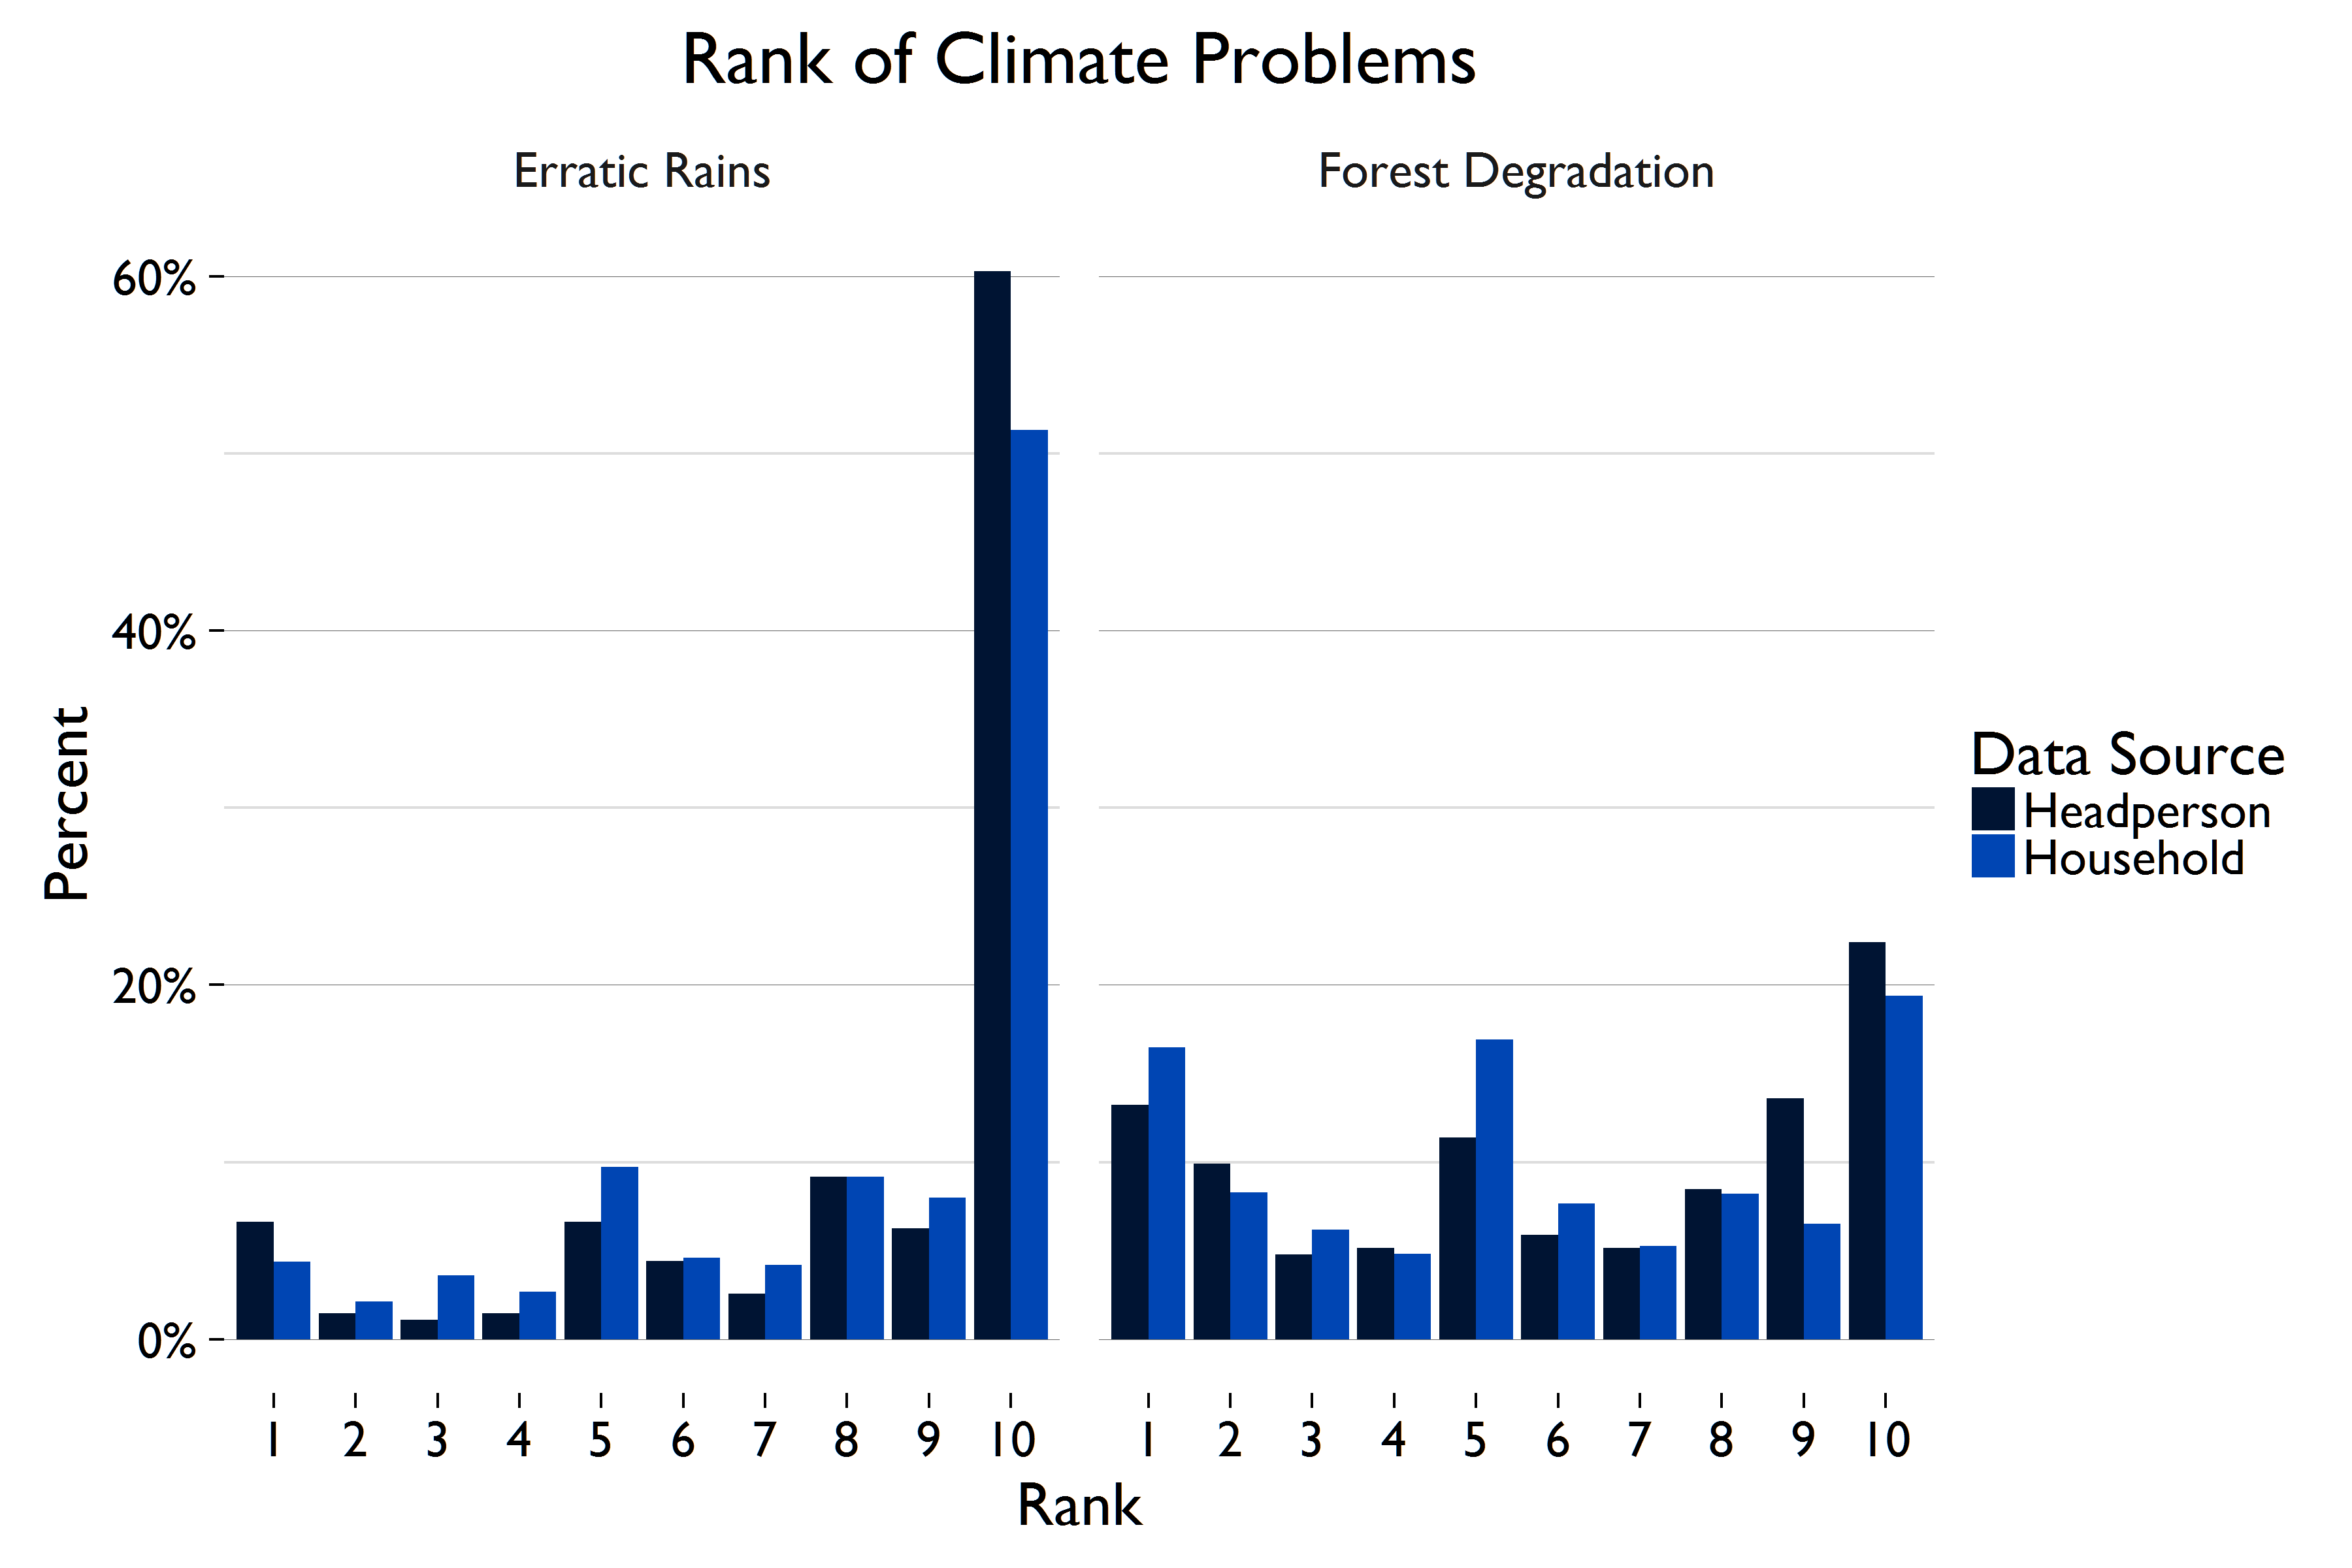 Rank of Climate Problems
Erratic Rains
Forest Degradation
60%
40%
20%
0%
Percent
1 2 3 4 5 6 7 8 9 10
1 2 3 4 5 6 7 8 9 10
Rank
Data Source
Headperson
Household